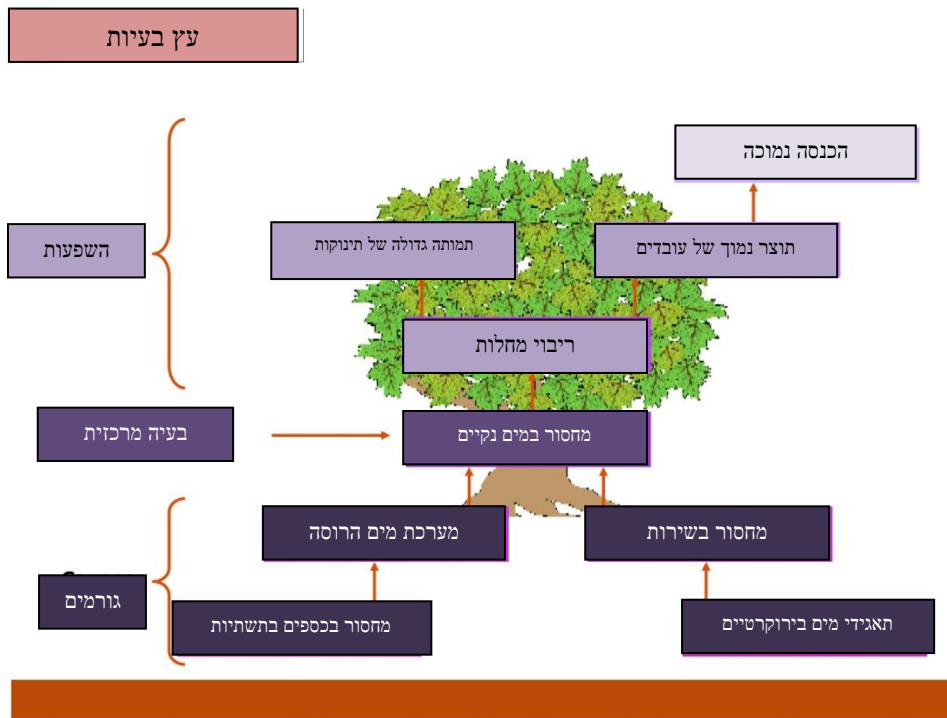 עץ בעיות
הכנסה נמוכה
תוצר נמוך של עובדים
תמותה גדולה של תינוקות
השפעות
ריבוי מחלות
מחסור במים נקיים
בעיה מרכזית
מחסור בשירות
מערכת מים הרוסה
גורמים
תאגידי מים בירוקרטיים
מחסור בכספים בתשתיות